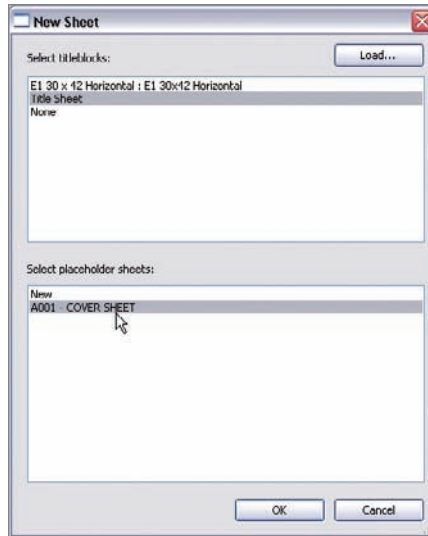 New Sheet
Select titleblocks:
Load...
E1 30 x 42 Horizontal : E1 30x42 Horizontal
Title Sheet
None
Select placeholder sheets:
New
A001 - COVER SHEET
OK
Cancel